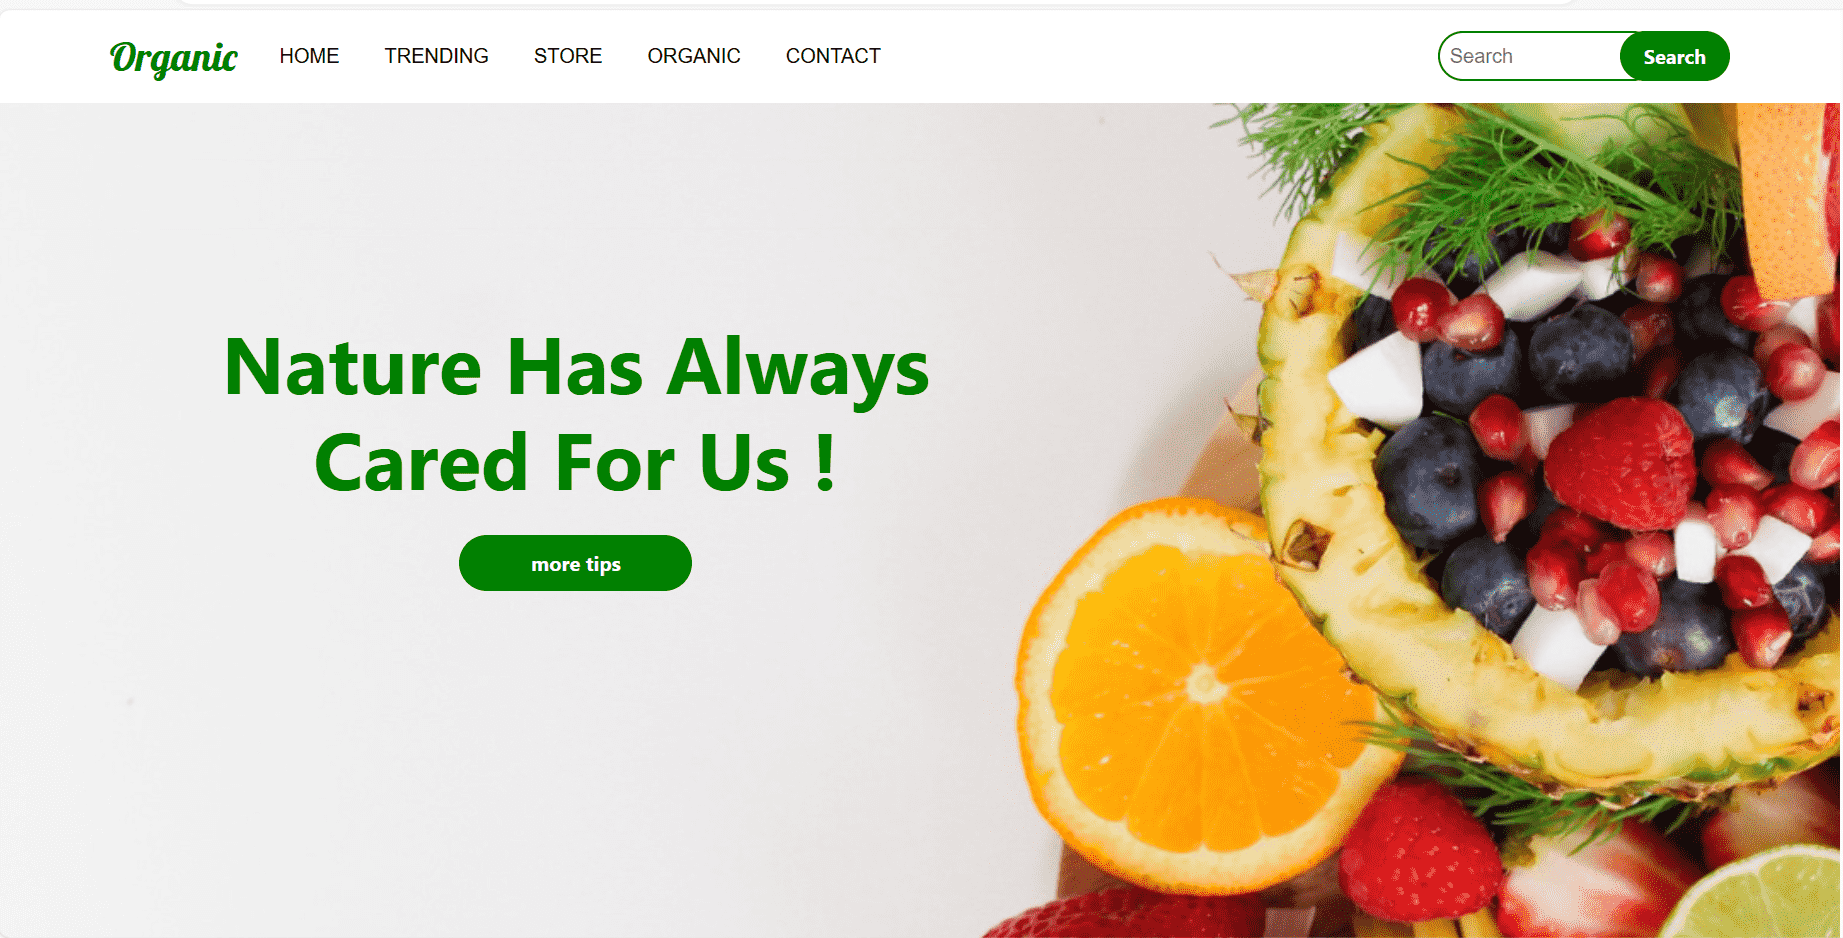 Organic HOME TRENDING STORE ORGANIC CONTACT Search Search
Nature Has Always
Cared For Us !
more tips